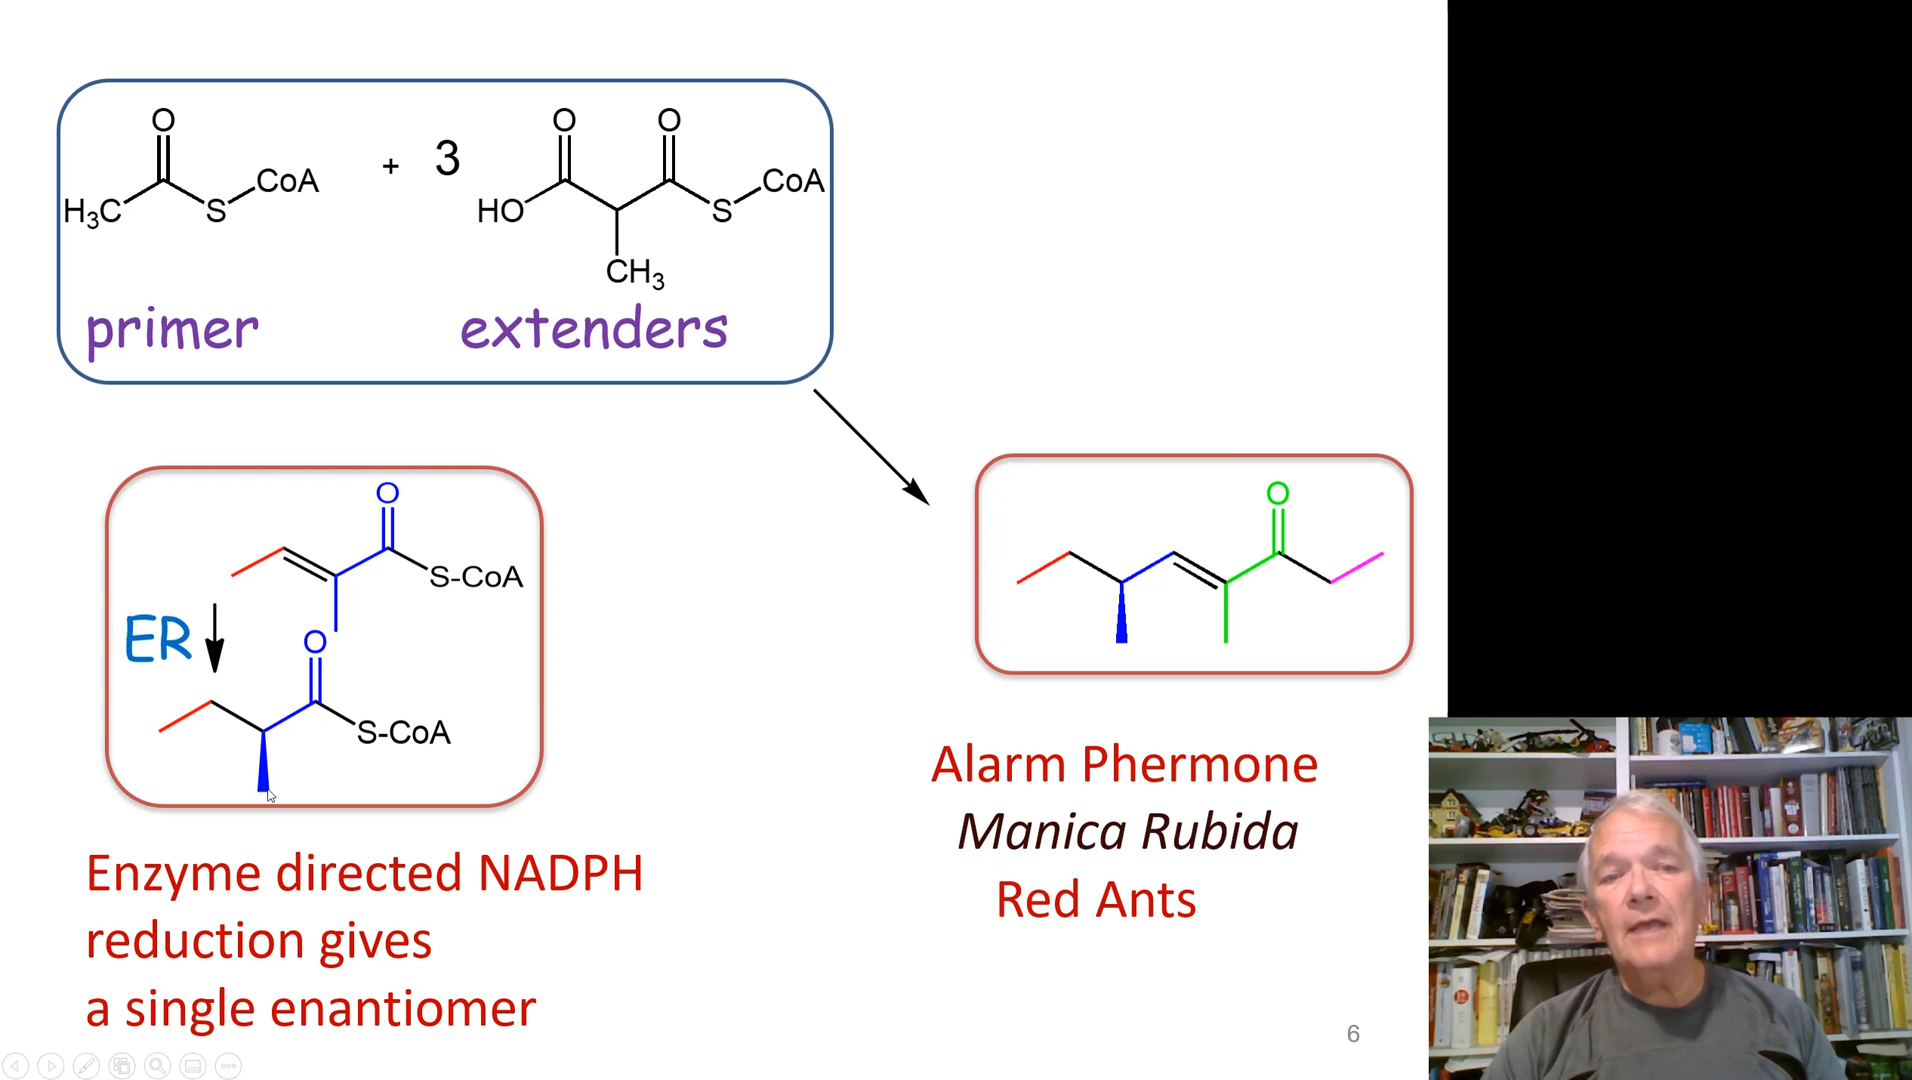 O
H3C
S
CoA
+ 3
O
O
HO
S
CoA
CH3
primer
extenders
O
S-CoA
ER
O
S-CoA
O
Enzyme directed NADPH
reduction gives
a single enantiomer
Alarm Phermone
Manica Rubida
Red Ants
6